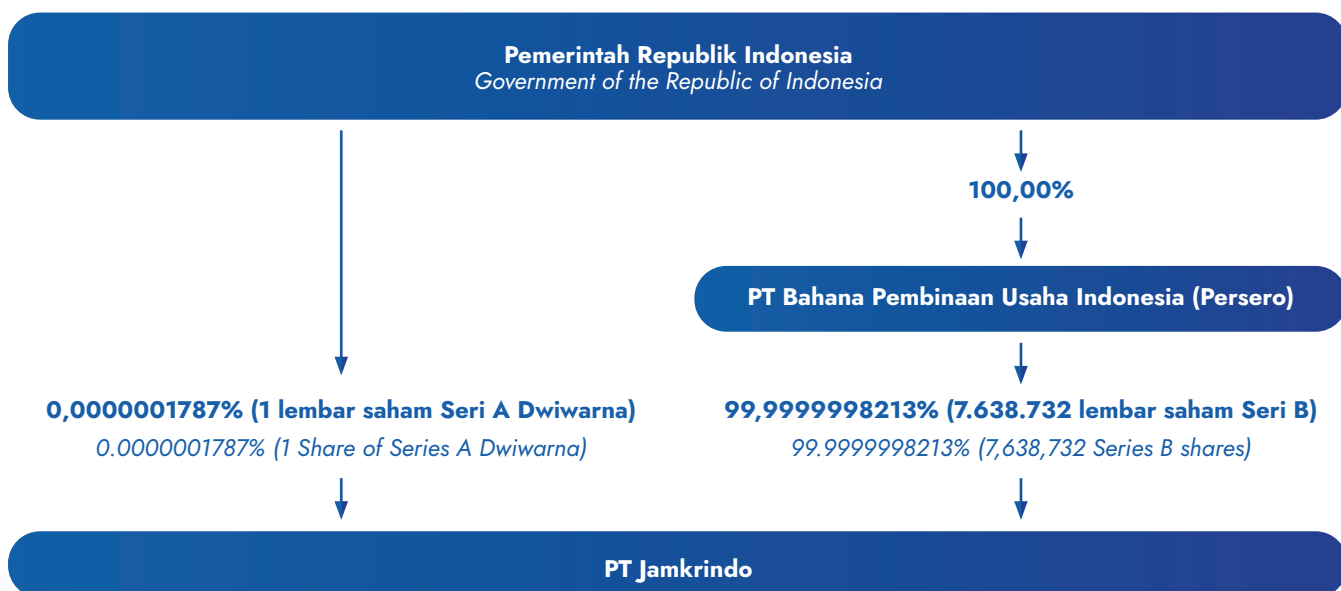 Pemerintah Republik Indonesia
Government of the Republic of Indonesia
100,00%
PT Bahana Pembinaan Usaha Indonesia (Persero)
0,0000001787% (1 lembar saham Seri A Dwiwarna)
0.0000001787% (1 Share of Series A Dwiwarna)
99,9999998213% (7.638.732 lembar saham Seri B)
99.9999998213% (7,638,732 Series B shares)
PT Jamkrindo